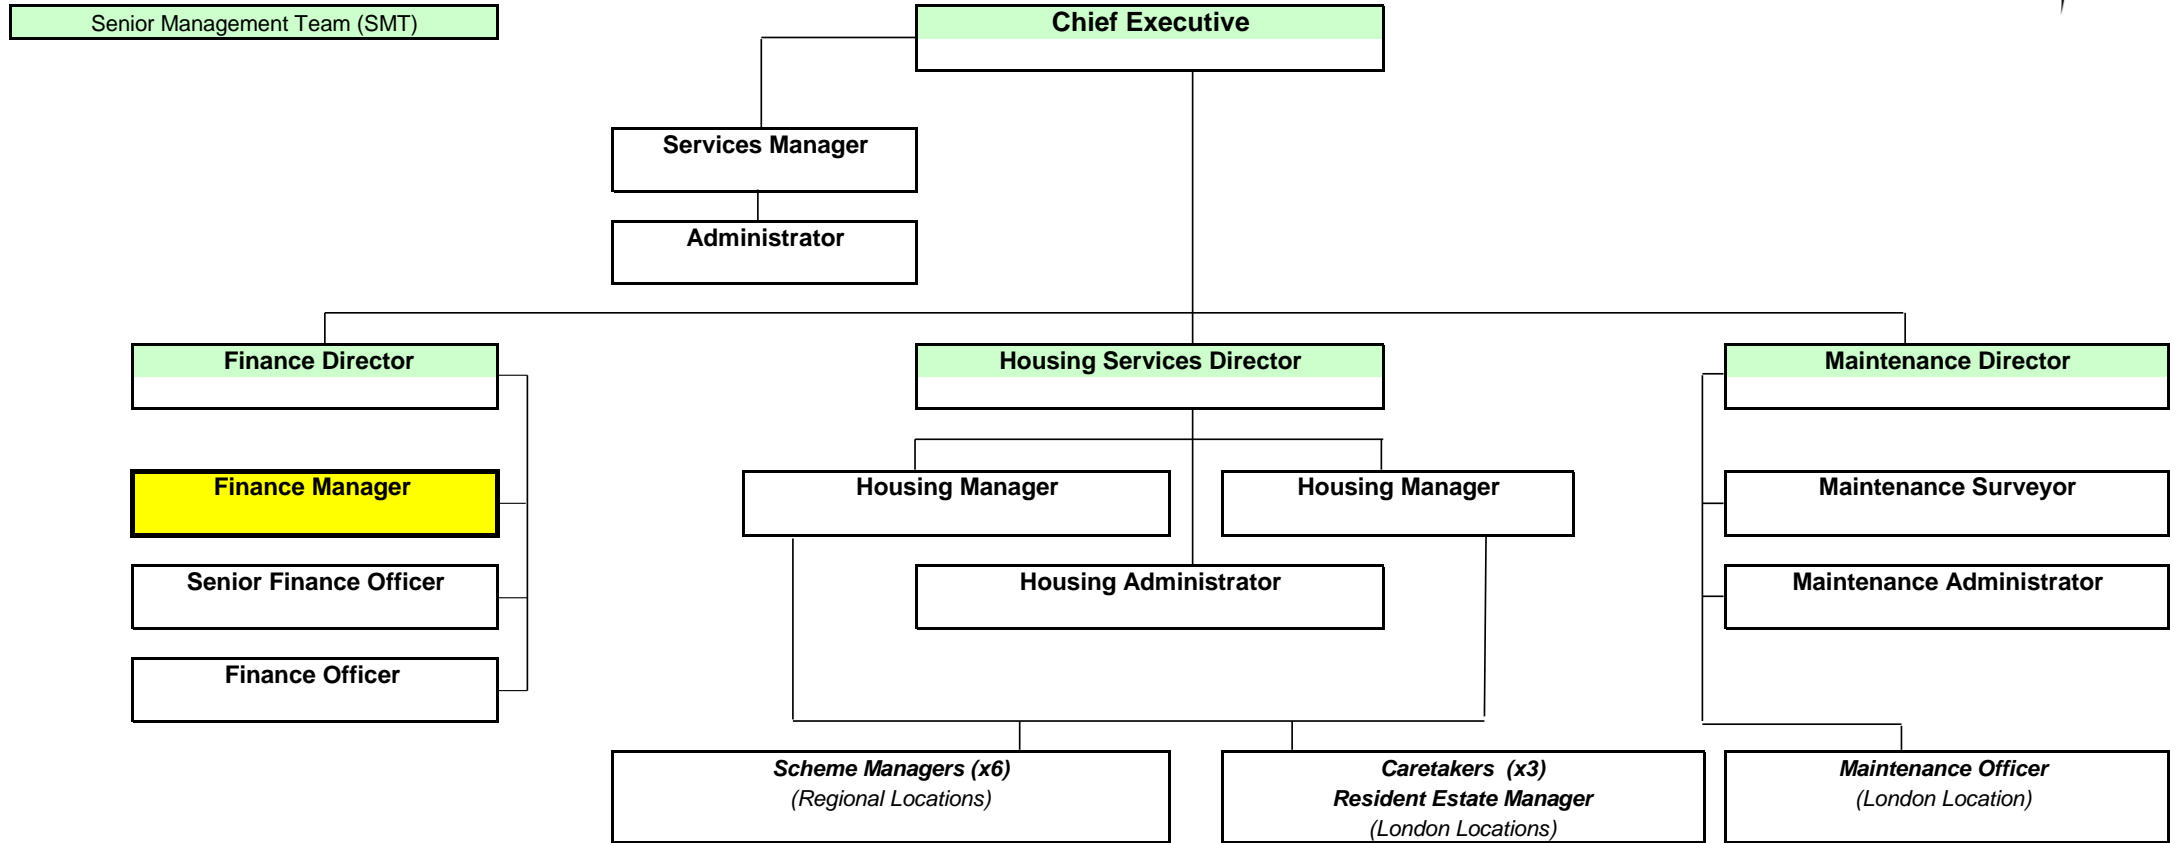 Senior Management Team (SMT)
Chief Executive
Services Manager
Administrator
Finance Director
Housing Services Director
Maintenance Director
Finance Manager
Housing Manager
Housing Manager
Maintenance Surveyor
Senior Finance Officer
Housing Administrator
Maintenance Administrator
Finance Officer
Scheme Managers (x6)
(Regional Locations)
Caretakers (x3)
Resident Estate Manager
(London Locations)
Maintenance Officer
(London Location)